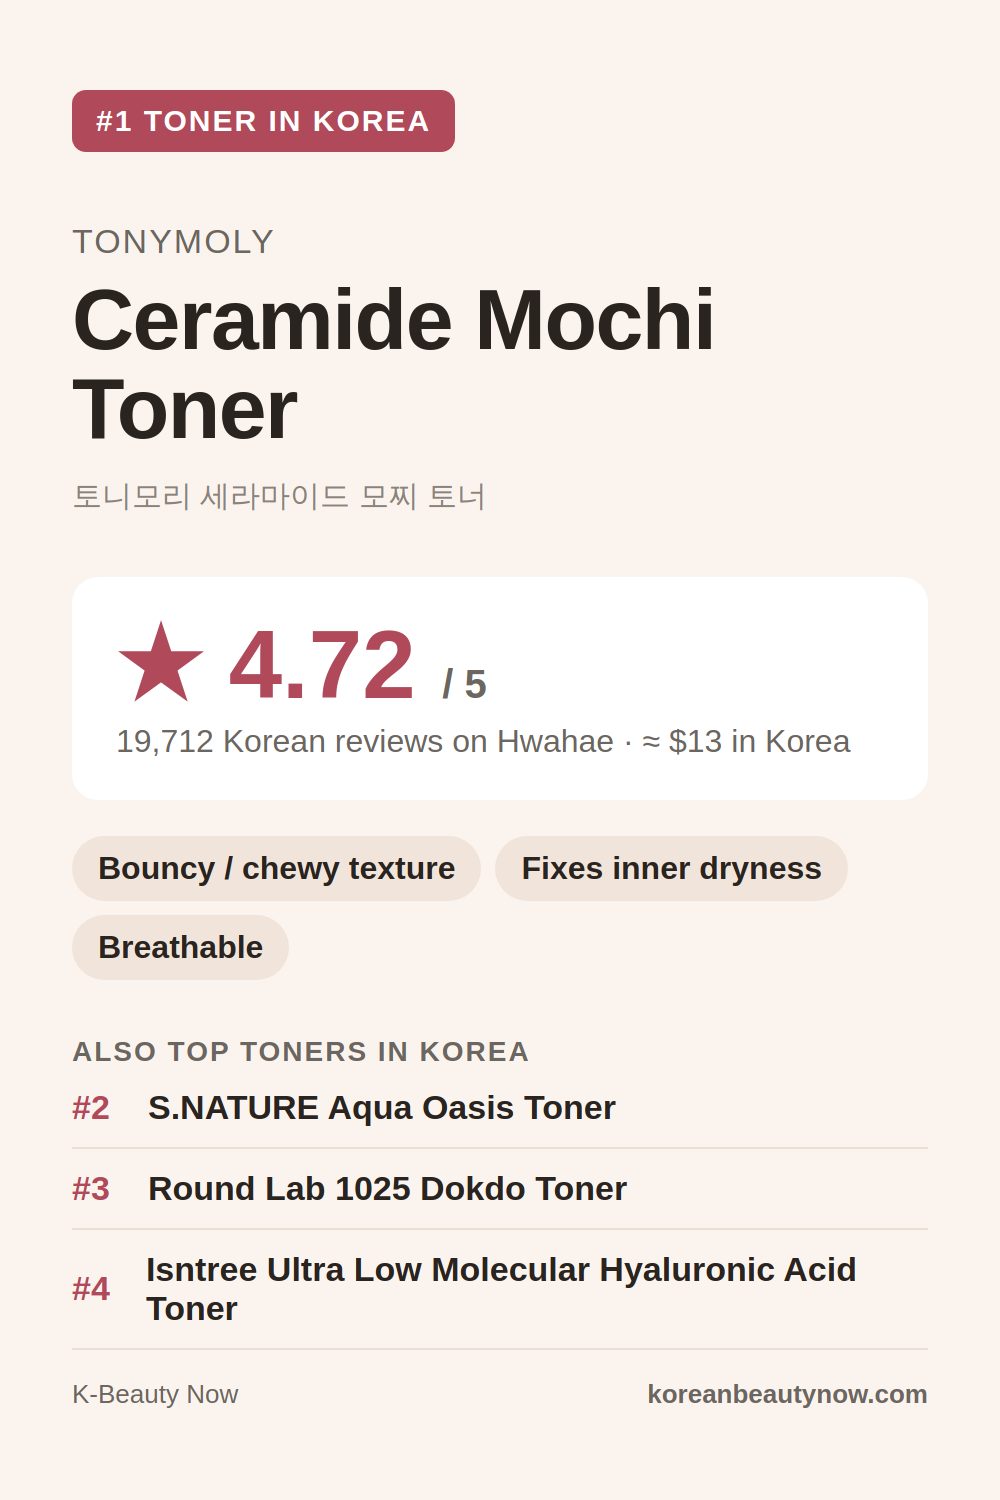 #1 TONER IN KOREA
TONYMOLY
Ceramide Mochi
Toner
토니모리 세라마이드 모찌 토너
★ 4.72 / 5
19,712 Korean reviews on Hwahae · ≈ $13 in Korea
Bouncy / chewy texture
Fixes inner dryness
Breathable
ALSO TOP TONERS IN KOREA
#2 S.NATURE Aqua Oasis Toner
#3 Round Lab 1025 Dokdo Toner
#4 Isntree Ultra Low Molecular Hyaluronic Acid
Toner
K-Beauty Now
koreanbeautynow.com